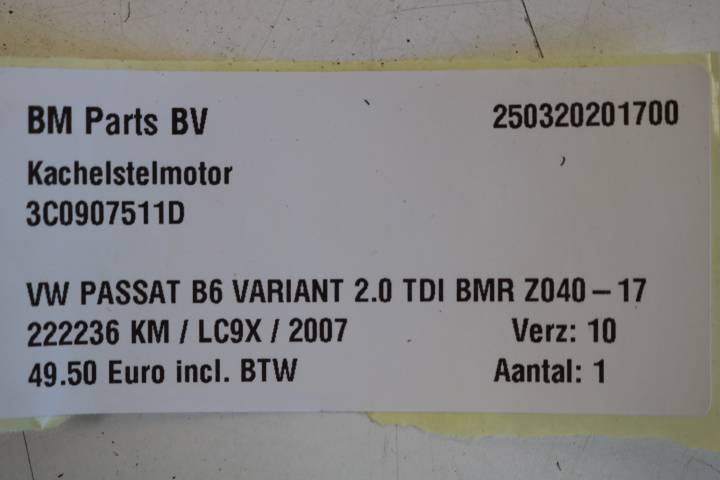 BM Parts BV 250320201700
Kachelstelmotor
3C0907511D
VW PASSAT B6 VARIANT 2.0 TDI BMR Z040-17
222236 KM / LC9X / 2007 Verz: 10
49.50 Euro incl. BTW Aantal: 1